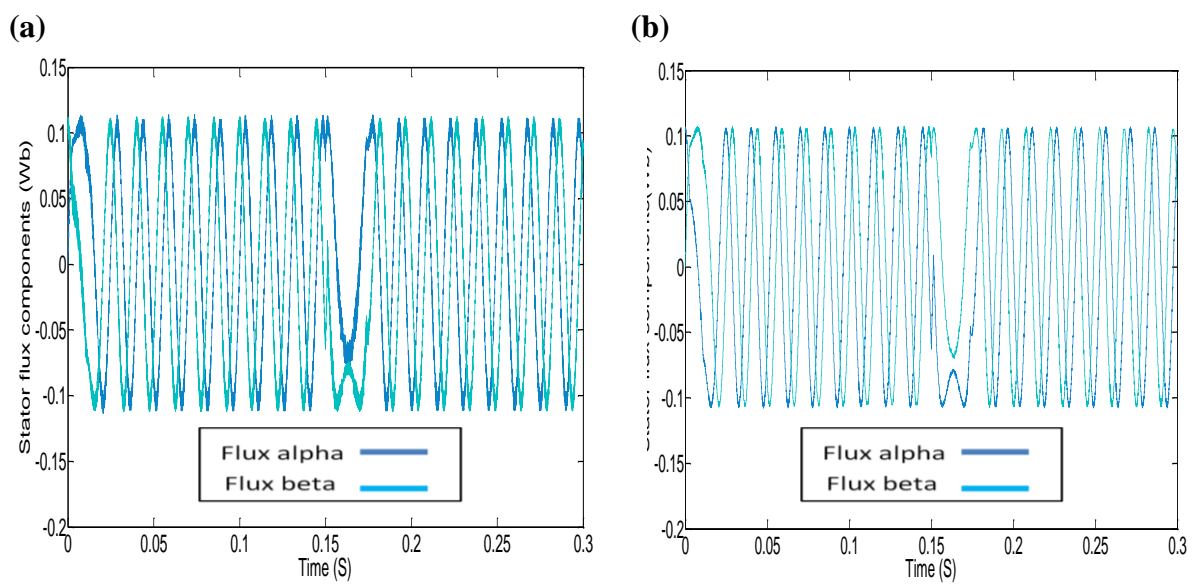 (a)
0.15
0.1
0.05
0
-0.05
-0.1
-0.15
-0.2
Stator flux components (Wb)
Flux alpha
Flux beta
0 0.05 0.1 0.15 0.2 0.25 0.3
Time (S)
(b)
0.15
0.1
0.05
0
-0.05
-0.1
-0.15
-0.2
Flux alpha
Flux beta
0 0.05 0.1 0.15 0.2 0.25 0.3
Time (S)